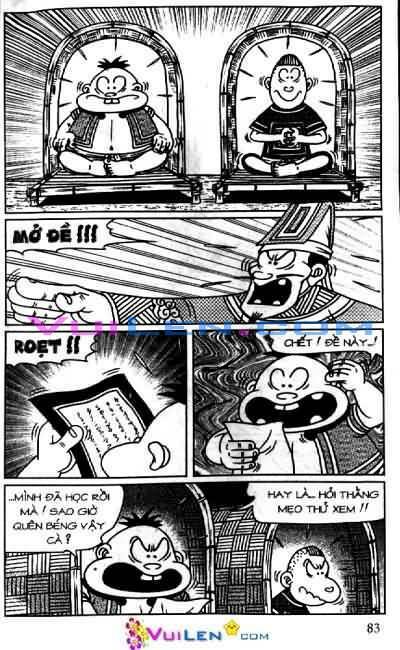 MỞ ĐỀ!!!
VUILEN.COM
ROẸT!!
CHẾT! ĐỀ NÀY...!
...MÌNH ĐÃ HỌC RỒI
MÀ! SAO GIỜ
QUÊN BẾNG VẬY
CÀ?
HAY LÀ... HỎI THẰNG
MẸO THỬ XEM!!
83
VUILEN.COM